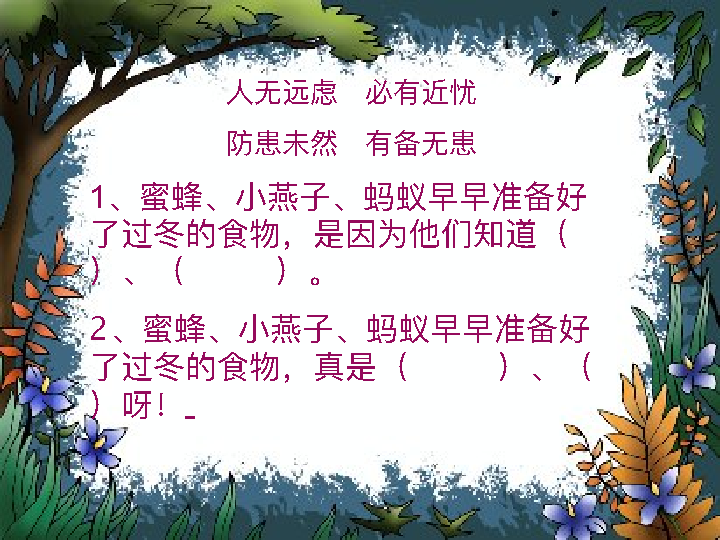 人无远虑　必有近忧
防患未然　有备无患
1、蜜蜂、小燕子、蚂蚁早早准备好
了过冬的食物，是因为他们知道（
）、（　　　）。
2、蜜蜂、小燕子、蚂蚁早早准备好
了过冬的食物，真是（　　　）、（
）呀！_